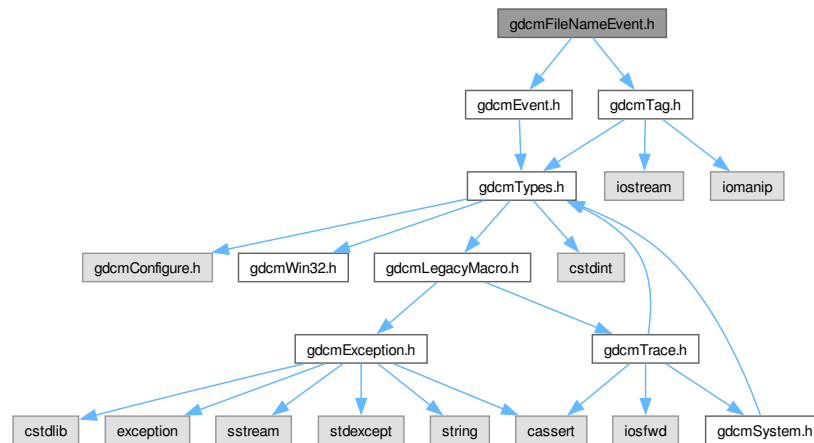 gdcmFileNameEvent.h
gdcmEvent.h
gdcmTag.h
gdcmTypes.h
iostream
iomanip
gdcmConfigure.h
gdcmWin32.h
gdcmLegacyMacro.h
cstdint
gdcmException.h
gdcmTrace.h
cstdlib
exception
sstream
stdexcept
string
cassert
iosfwd
gdcmSystem.h